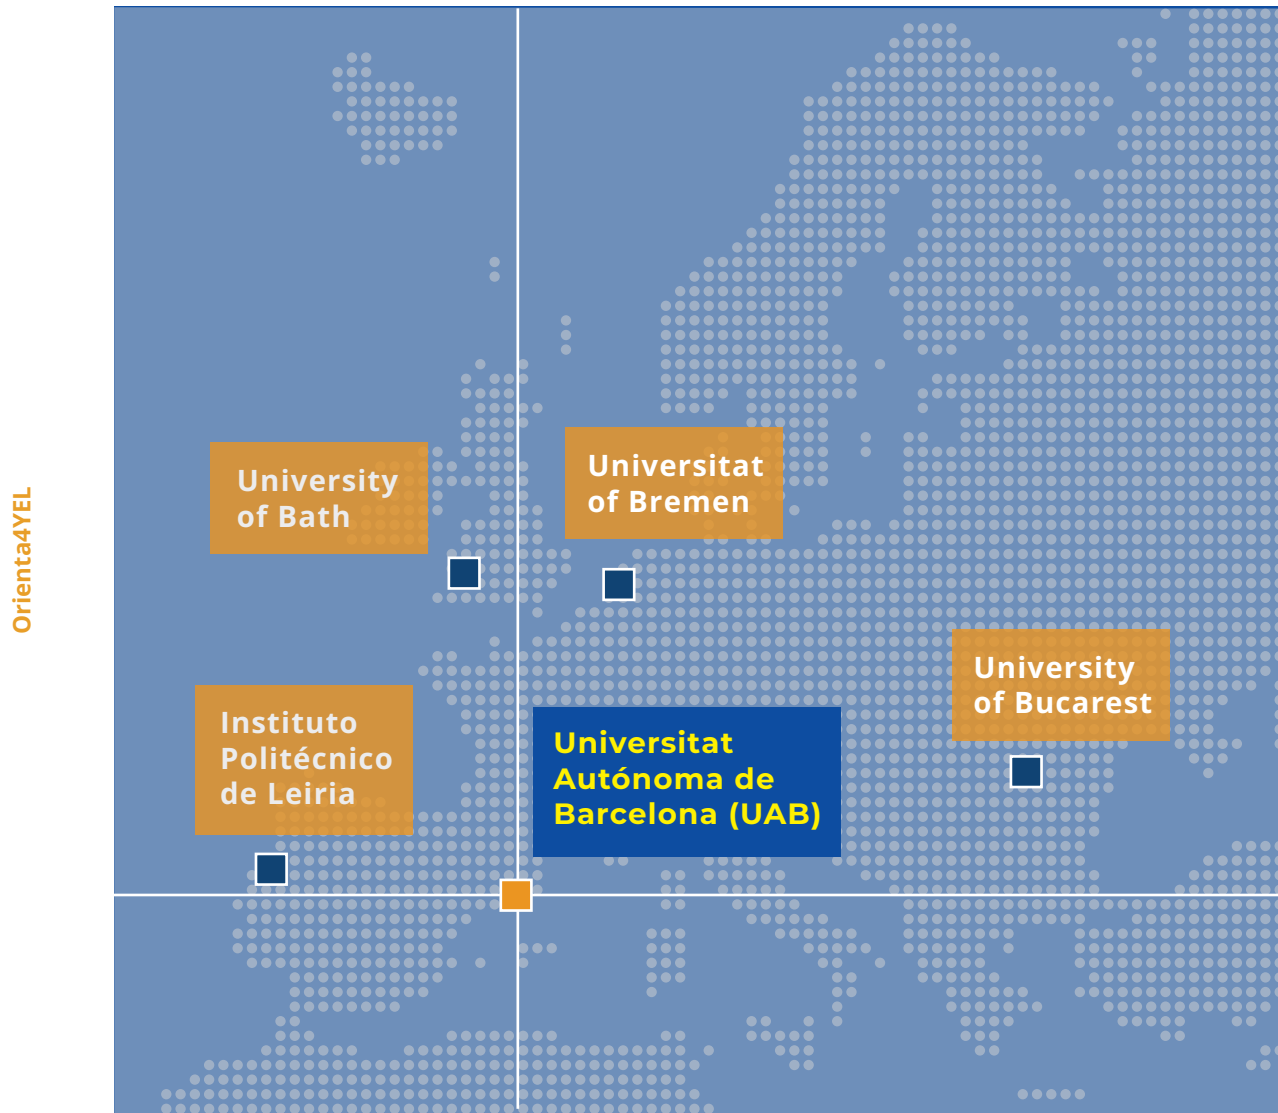 Orienta4YEL
University
of Bath
Universitat
of Bremen
University
of Bucarest
Instituto
Politécnico
de Leiria
Universitat
Autónoma de
Barcelona (UAB)